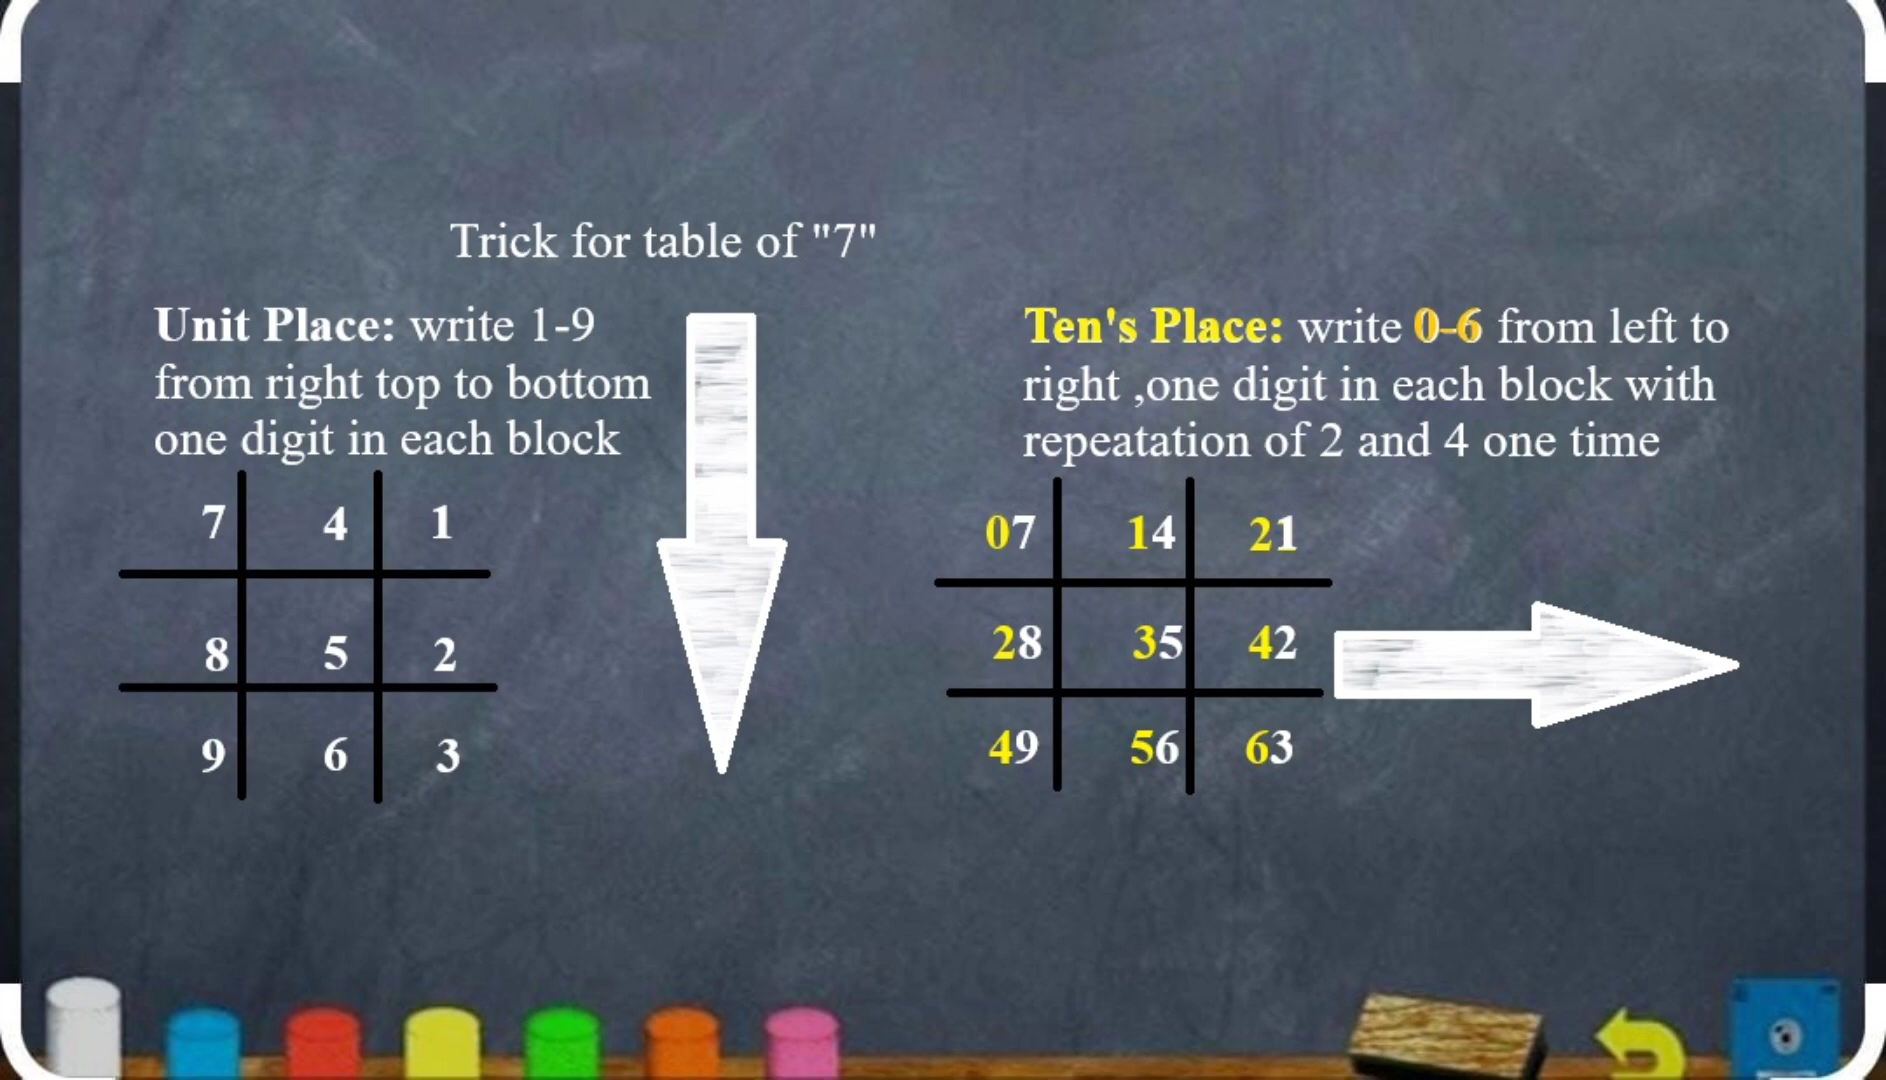 Trick for table of "7"
Unit Place: write 1-9
from right top to bottom
one digit in each block
7 4 1
8 5 2
9 6 3
Ten's Place: write 0-6 from left to
right ,one digit in each block with
repeatation of 2 and 4 one time
07 14 21
28 35 42
49 56 63